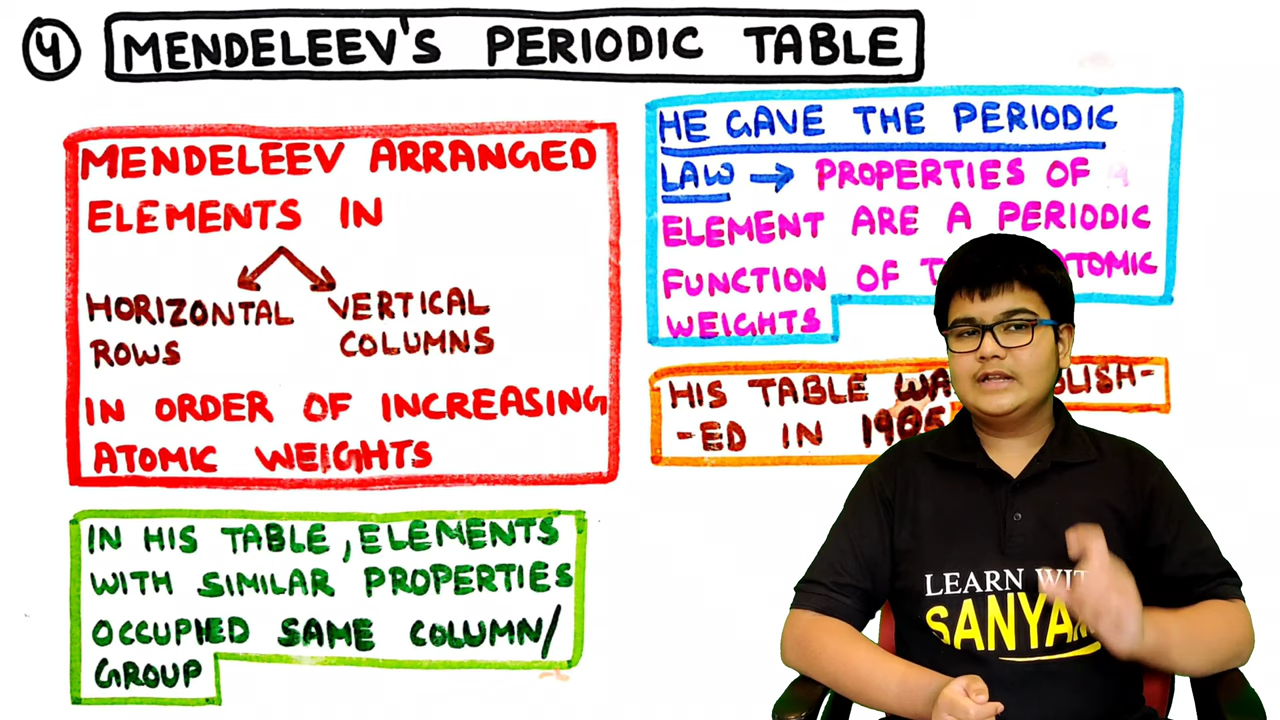 4 MENDELEEV'S PERIODIC TABLE
MENDELEEV ARRANGED
ELEMENTS IN
HORIZONTAL VERTICAL
ROWS COLUMNS
IN ORDER OF INCREASING
ATOMIC WEIGHTS
IN HIS TABLE, ELEMENTS
WITH SIMILAR PROPERTIES
OCCUPIED SAME COLUMN/
GROUP
HE GAVE THE PERIODIC
LAW → PROPERTIES OF
ELEMENT ARE A PERIODIC
FUNCTION OF
WEIGHTS
HIS TABLE
-ED IN 1905
LEARN
SANYAM